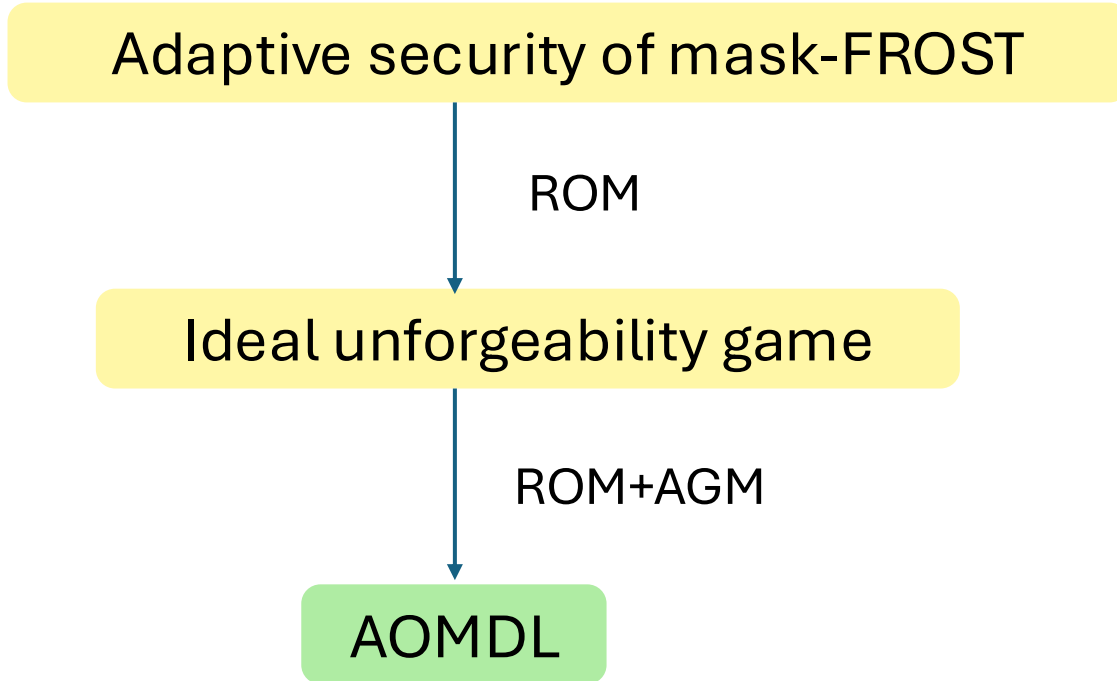 Adaptive security of mask-FROST
ROM
Ideal unforgeability game
ROM+AGM
AOMDL